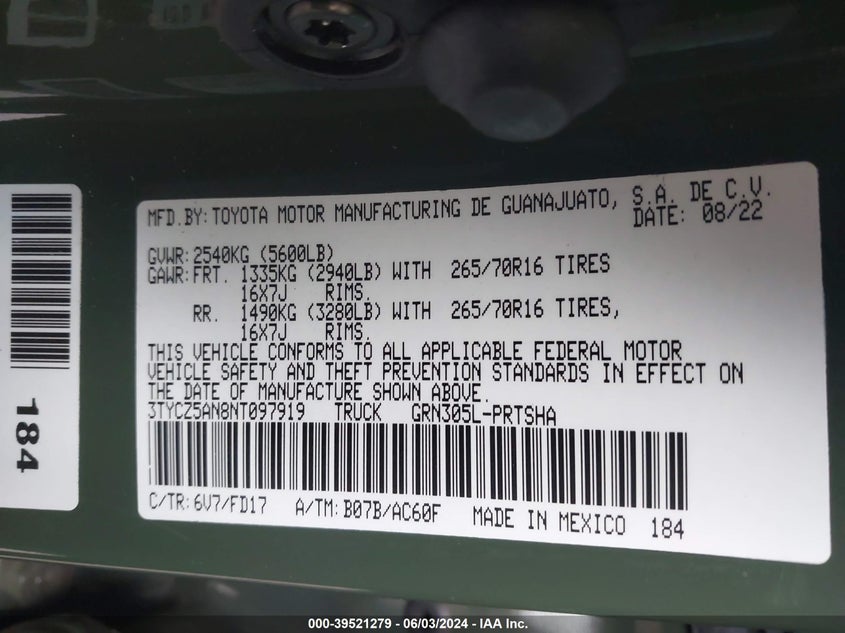 MFD.BY: TOYOTA MOTOR MANUFACTURING DE GUANAJUATO, S.A. DE C.V.
DATE: 08/22
GVWR: 2540KG (5600LB)
GAWR: FRT. 1335KG (2940LB) WITH 265/70R16 TIRES
16X7J RIMS.
RR. 1490KG (3280LB) WITH 265/70R16 TIRES,
16X7J RIMS.
THIS VEHICLE CONFORMS TO ALL APPLICABLE FEDERAL MOTOR
VEHICLE SAFETY AND THEFT PREVENTION STANDARDS IN EFFECT ON
THE DATE OF MANUFACTURE SHOWN ABOVE.
3TYCZ5AN8NT097919 TRUCK GRN305L-PRTSHA
C/TR: 6V7/FD17 A/TM: B07B/AC60F MADE IN MEXICO 184
184
000-39521279 - 06/03/2024 - IAA Inc.